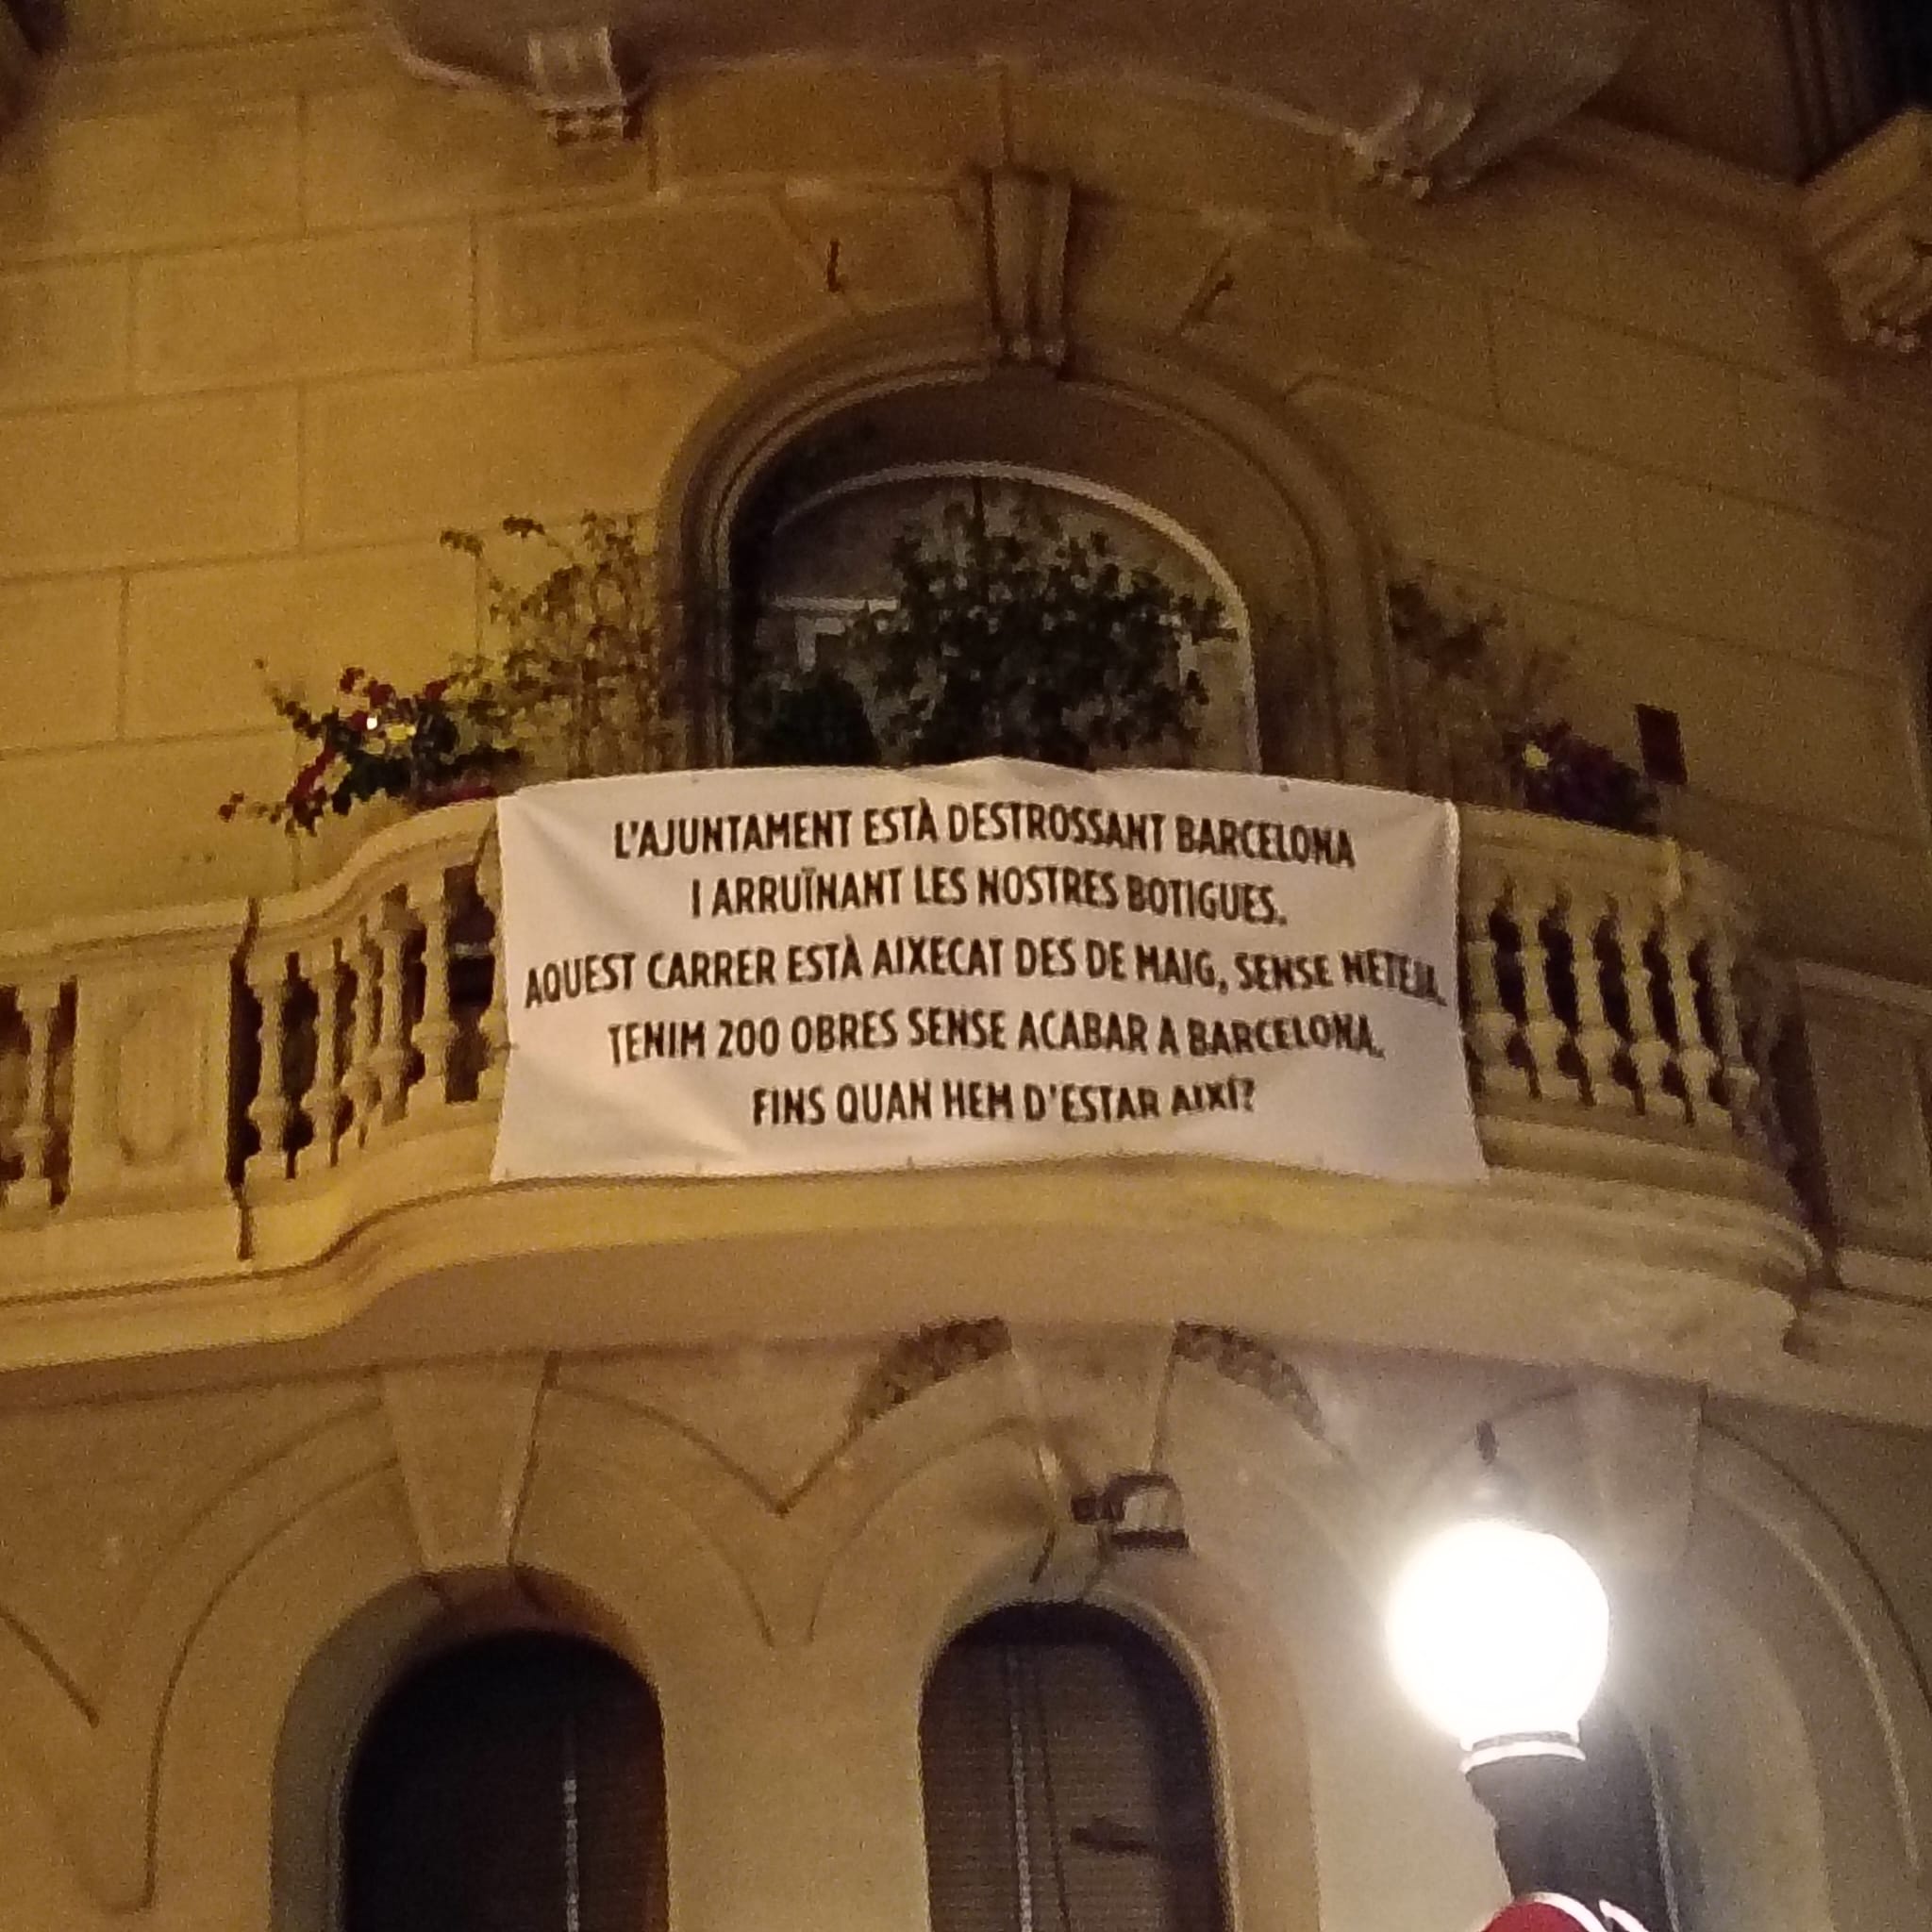 L'AJUNTAMENT ESTÀ DESTROSSANT BARCELONA
I ARRUÏNANT LES NOSTRES BOTIGUES.
AQUEST CARRER ESTÀ AIXECAT DES DE MAIG, SENSE NETEJA.
TENIM 200 OBRES SENSE ACABAR A BARCELONA.
FINS QUAN HEM D'ESTAR AIXÍ?